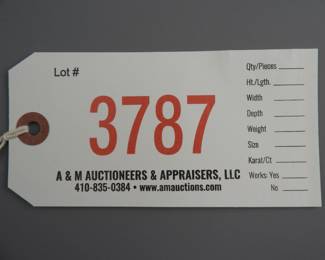 Lot #
3787
A & M AUCTIONEERS & APPRAISERS, LLC
410-835-0384 • www.amauctions.com
Qty/Pieces
Ht./Lgth.
Width
Depth
Weight
Size
Karat/Ct
Works: Yes
No